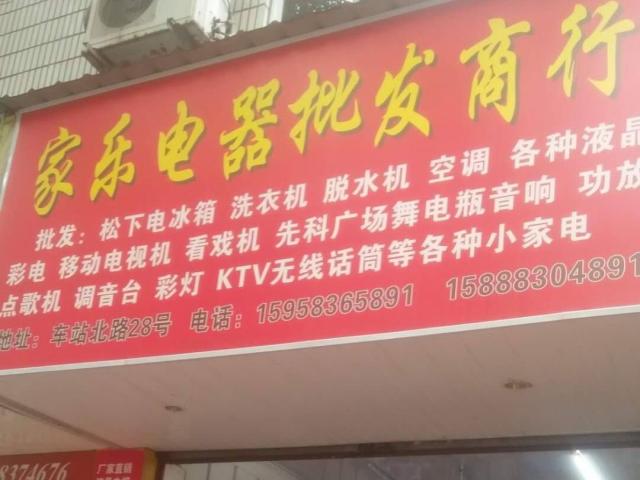 家乐电器批发商行
批发：松下电冰箱 洗衣机 脱水机 空调 各种液晶
彩电 移动电视机 看戏机 先科广场舞电瓶音响 功放
点歌机 调音台 彩灯 KTV无线话筒等各种小家电
地址：车站北路28号 电话：15958365891 15888304891
8374676
厂家直销